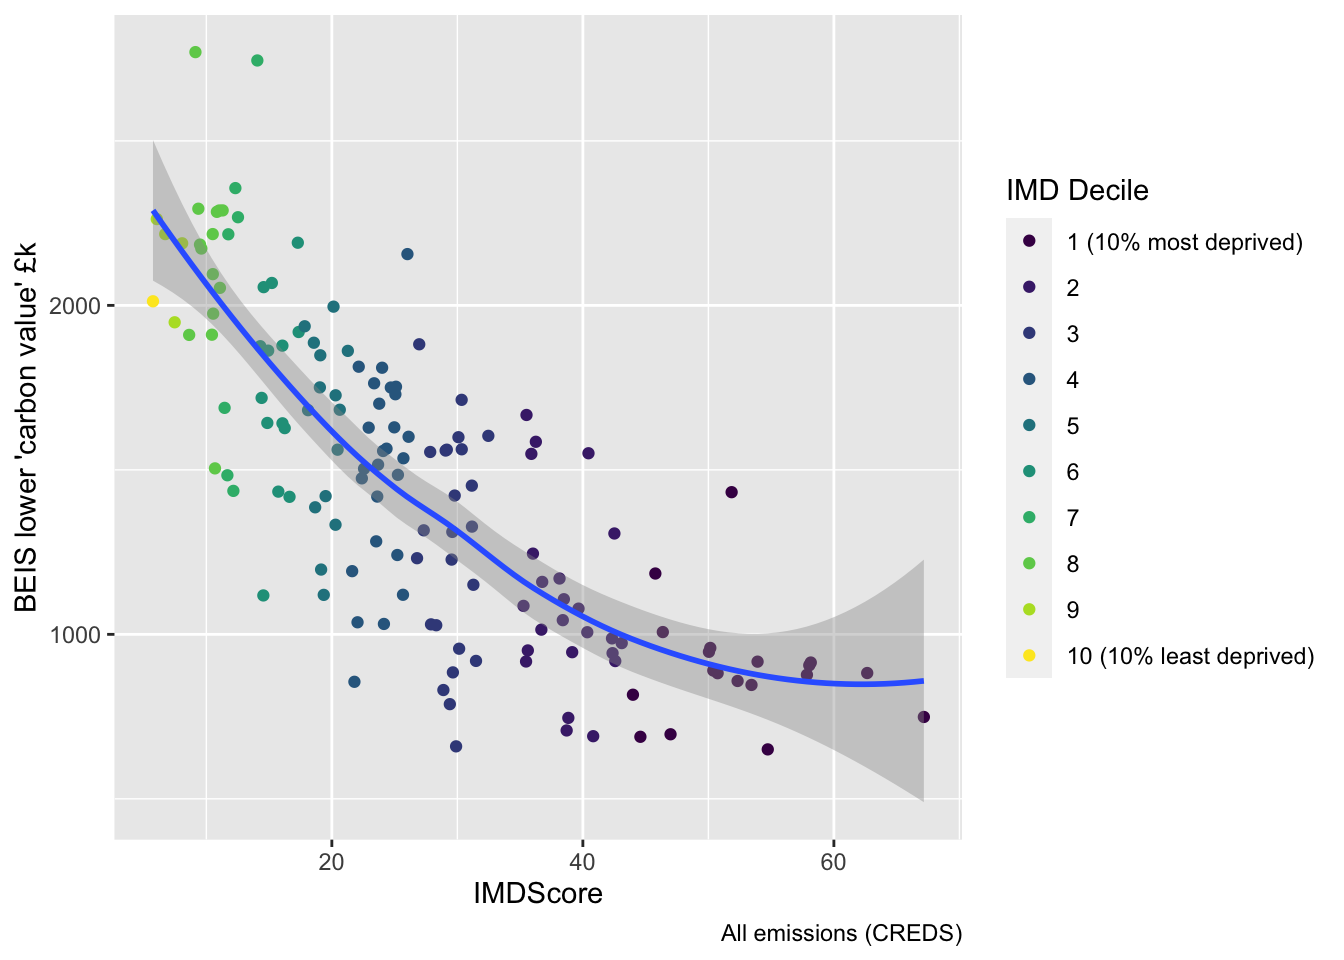 BEIS lower 'carbon value' £k
2000
1000
20
40
60
IMDScore
All emissions (CREDS)
IMD Decile
1 (10% most deprived)
2
3
4
5
6
7
8
9
10 (10% least deprived)